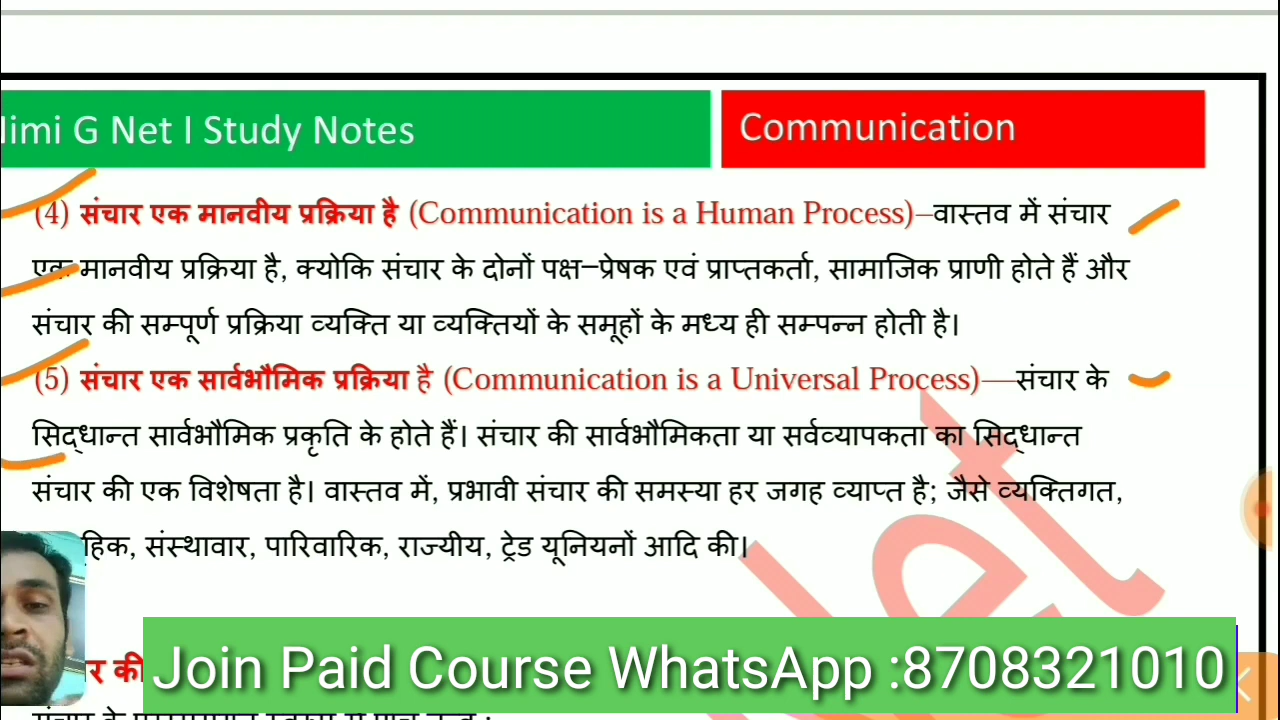 imi G Net I Study Notes
Communication
(4) संचार एक मानवीय प्रक्रिया है (Communication is a Human Process)–वास्तव में संचार
एक मानवीय प्रक्रिया है, क्योकि संचार के दोनों पक्ष–प्रेषक एवं प्राप्तकर्ता, सामाजिक प्राणी होते हैं और
संचार की सम्पूर्ण प्रक्रिया व्यक्ति या व्यक्तियों के समूहों के मध्य ही सम्पन्न होती है।
(5) संचार एक सार्वभौमिक प्रक्रिया है (Communication is a Universal Process)—संचार के
सिद्धान्त सार्वभौमिक प्रकृति के होते हैं। संचार की सार्वभौमिकता या सर्वव्यापकता का सिद्धान्त
संचार की एक विशेषता है। वास्तव में, प्रभावी संचार की समस्या हर जगह व्याप्त है; जैसे व्यक्तिगत,
हिक, संस्थावार, पारिवारिक, राज्यीय, ट्रेड यूनियनों आदि की।
र की
Join Paid Course WhatsApp :8708321010
let